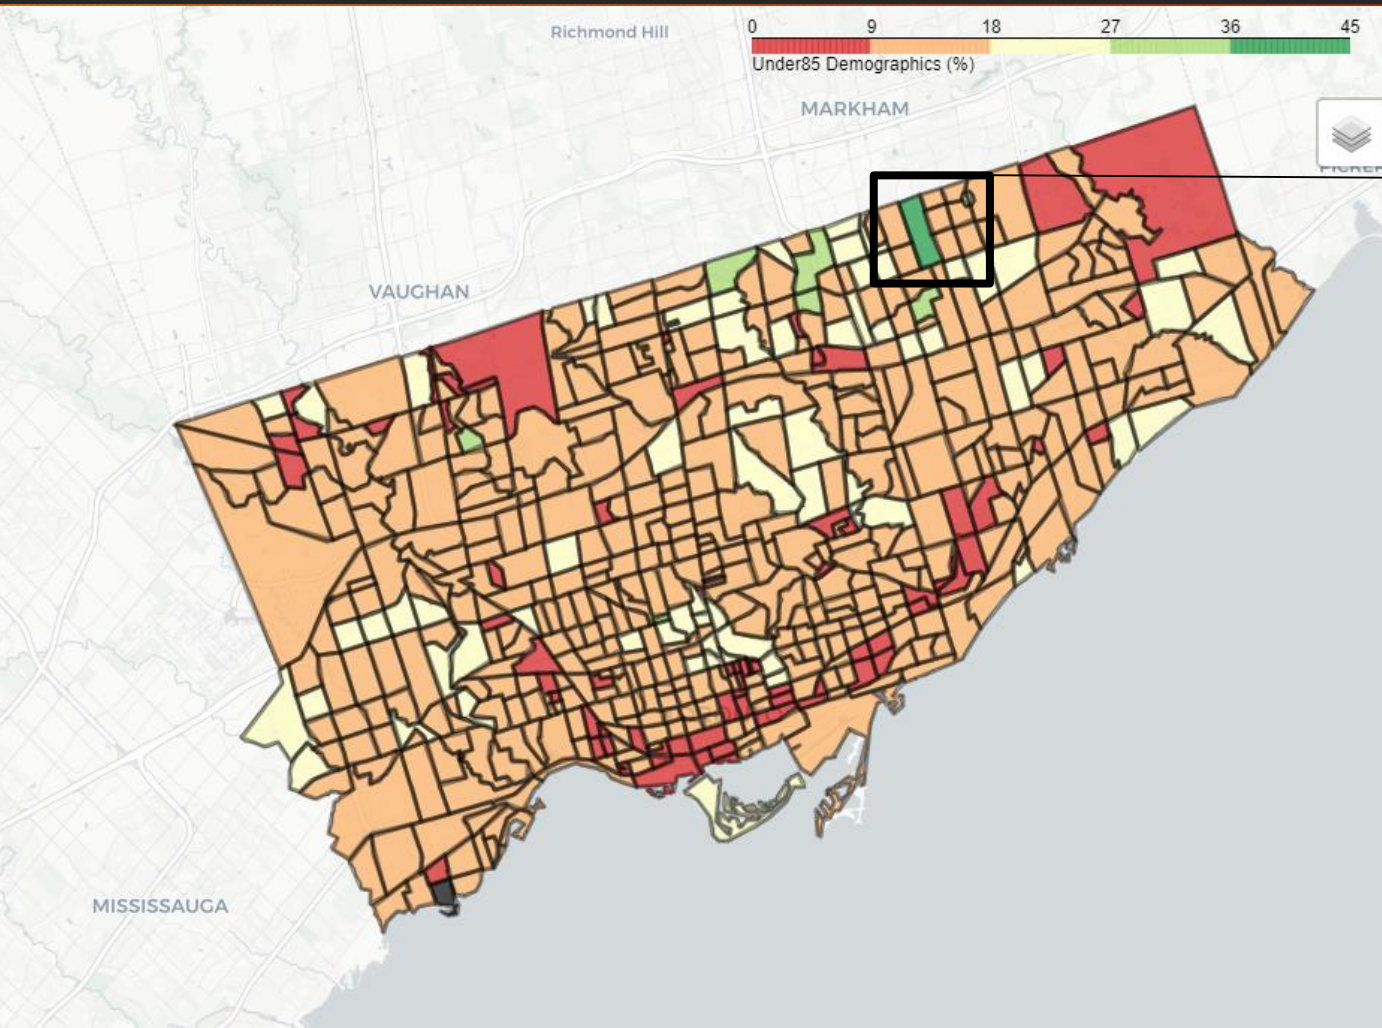 Richmond Hill
0 9 18 27 36 45
Under85 Demographics (%)
MARKHAM
VAUGHAN
MISSISSAUGA